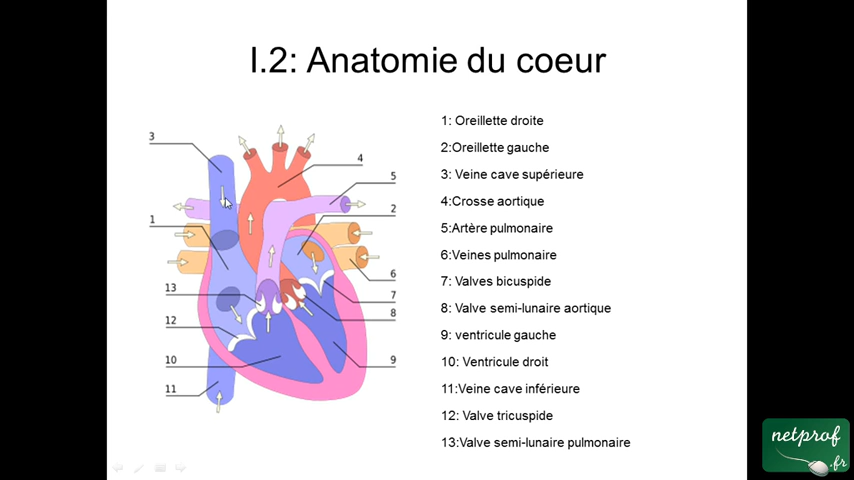 I.2: Anatomie du coeur
1: Oreillette droite
2:Oreillette gauche
3: Veine cave supérieure
4:Crosse aortique
5:Artère pulmonaire
6:Veines pulmonaire
7: Valves bicuspide
8: Valve semi-lunaire aortique
9: ventricule gauche
10: Ventricule droit
11:Veine cave inférieure
12: Valve tricuspide
13:Valve semi-lunaire pulmonaire
3
4
5
1
2
6
13
7
12
8
10
9
11
netprof
.fr